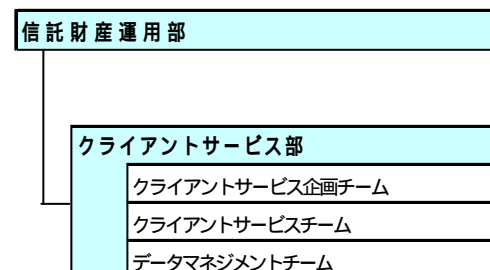 信託財産運用部
クライアントサービス部
クライアントサービス企画チーム
クライアントサービスチーム
データマネジメントチーム